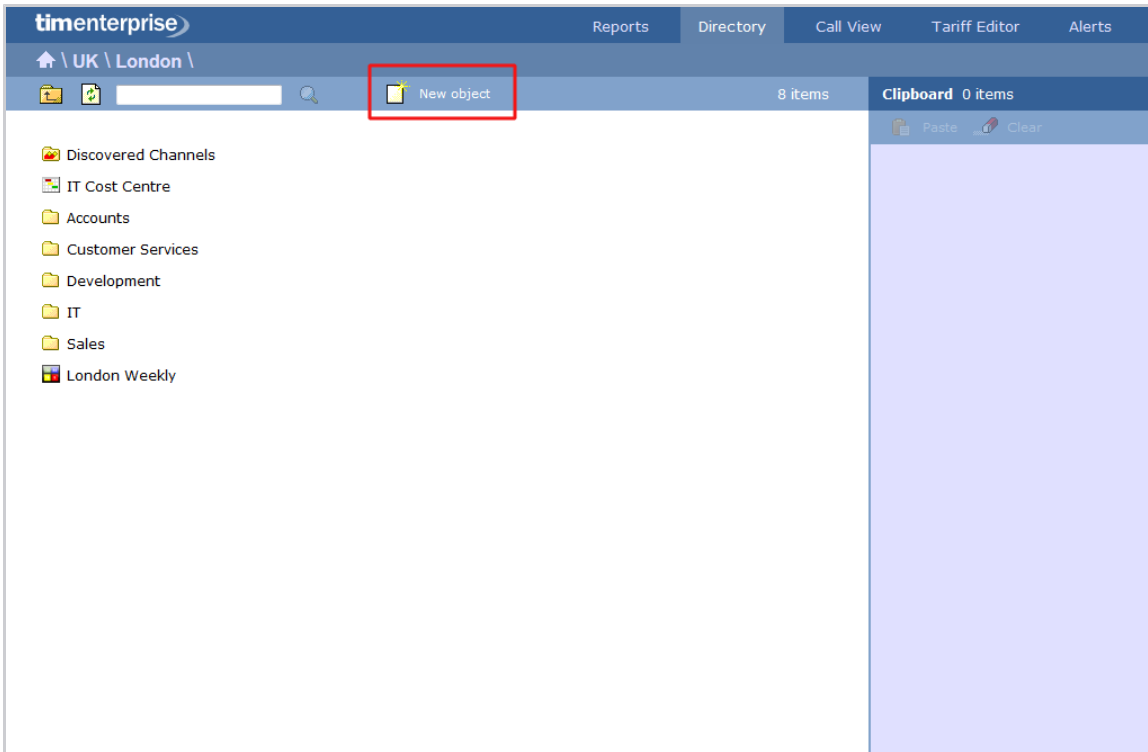 timenterprise
Reports Directory Call View Tariff Editor Alerts
\ UK \ London \
New object 8 items Clipboard 0 items
Paste Clear
Discovered Channels
IT Cost Centre
Accounts
Customer Services
Development
IT
Sales
London Weekly